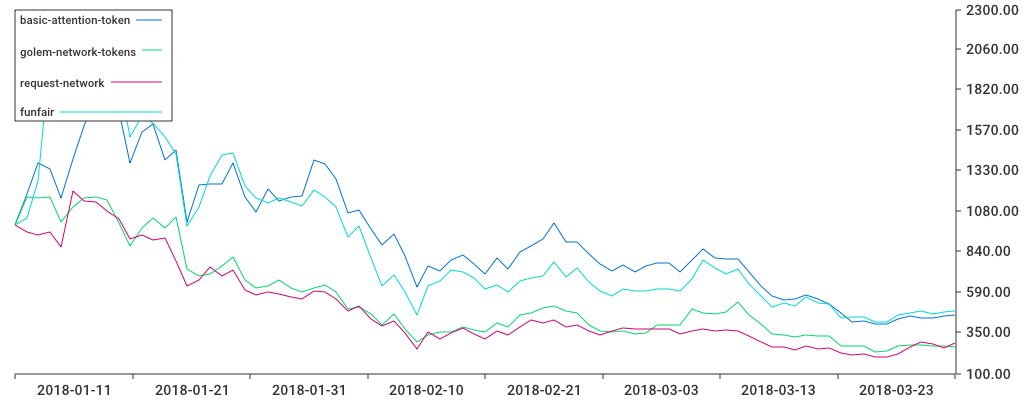 basic-attention-token
golem-network-tokens
request-network
funfair
2300.00
2060.00
1820.00
1570.00
1330.00
1080.00
840.00
590.00
350.00
100.00
2018-01-11 2018-01-21 2018-01-31 2018-02-10 2018-02-21 2018-03-03 2018-03-13 2018-03-23